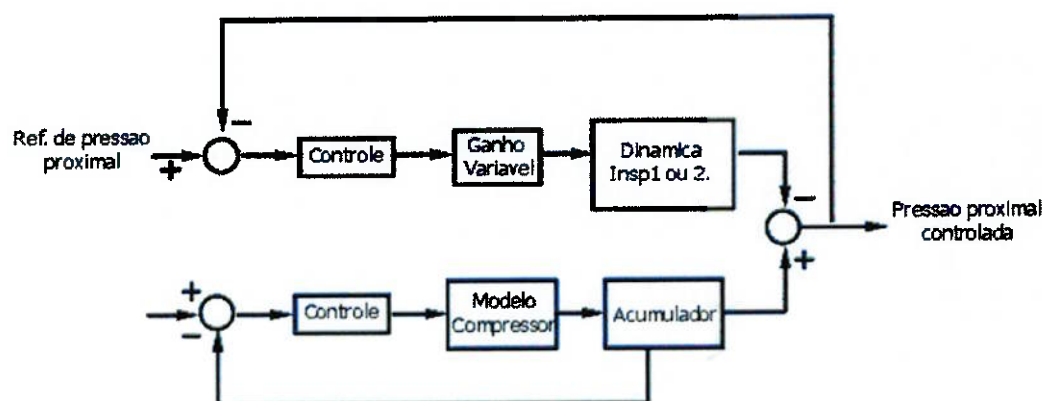 Ref. de pressao
proximal
+
−
Controle
Ganho
Variavel
Dinamica
Insp1 ou 2.
−
+
Pressao proximal
controlada
+
−
Controle
Modelo
Compressor
Acumulador